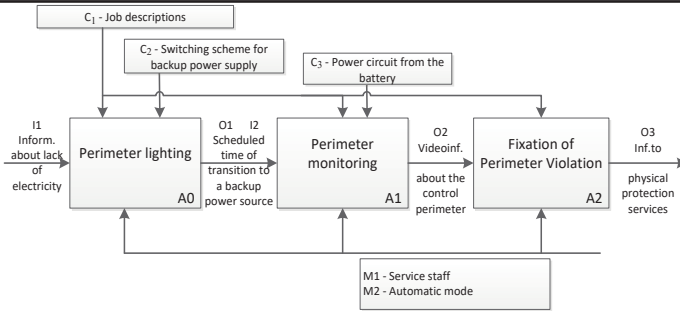 C1 - Job descriptions
C2 - Switching scheme for
backup power supply
C3 - Power circuit from the
battery
I1
Inform.
about lack
of
electricity
Perimeter lighting
A0
O1 I2
Scheduled
time of
transition to
a backup
power source
Perimeter
monitoring
A1
O2
Videoinf.
about the
control
perimeter
Fixation of
Perimeter Violation
A2
O3
Inf.to
physical
protection
services
M1 - Service staff
M2 - Automatic mode